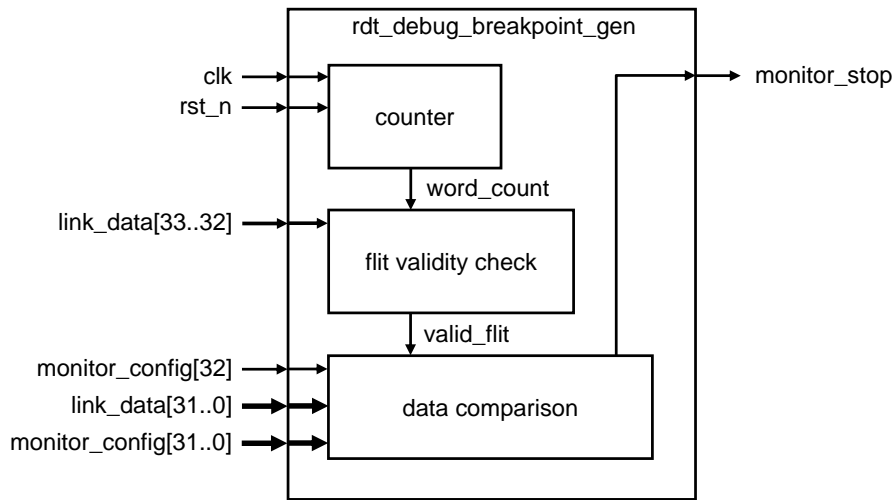 rdt_debug_breakpoint_gen
clk
rst_n
counter
monitor_stop
word_count
link_data[33..32]
flit validity check
valid_flit
monitor_config[32]
link_data[31..0]
monitor_config[31..0]
data comparison